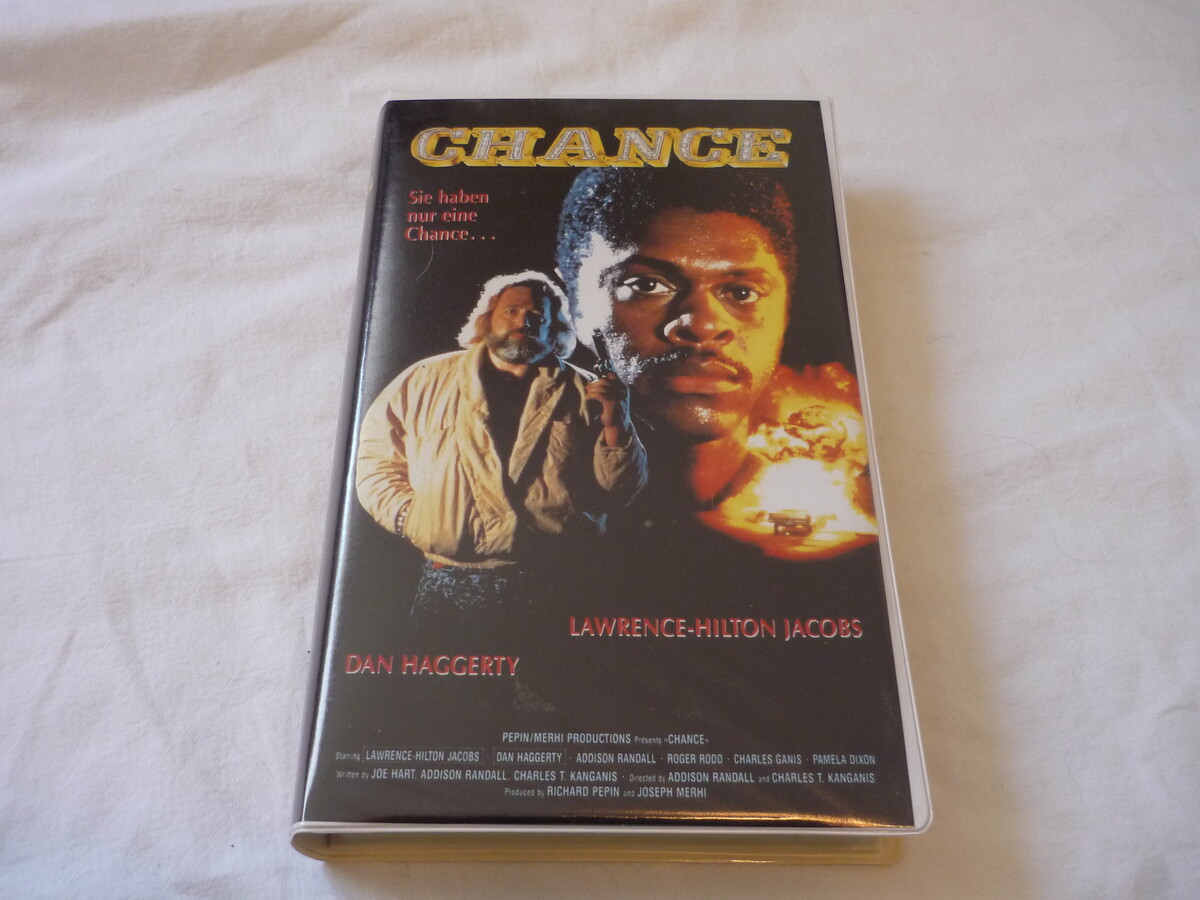 CHANCE
Sie haben
nur eine
Chance...
LAWRENCE-HILTON JACOBS
DAN HAGGERTY
PEPIN/MERHI PRODUCTIONS Presents «CHANCE»
Starring LAWRENCE-HILTON JACOBS · DAN HAGGERTY · ADDISON RANDALL · ROGER RODD · CHARLES GANIS · PAMELA DIXON
Written by JOE HART, ADDISON RANDALL, CHARLES T. KANGANIS · Directed by ADDISON RANDALL and CHARLES T. KANGANIS
Produced by RICHARD PEPIN and JOSEPH MERHI